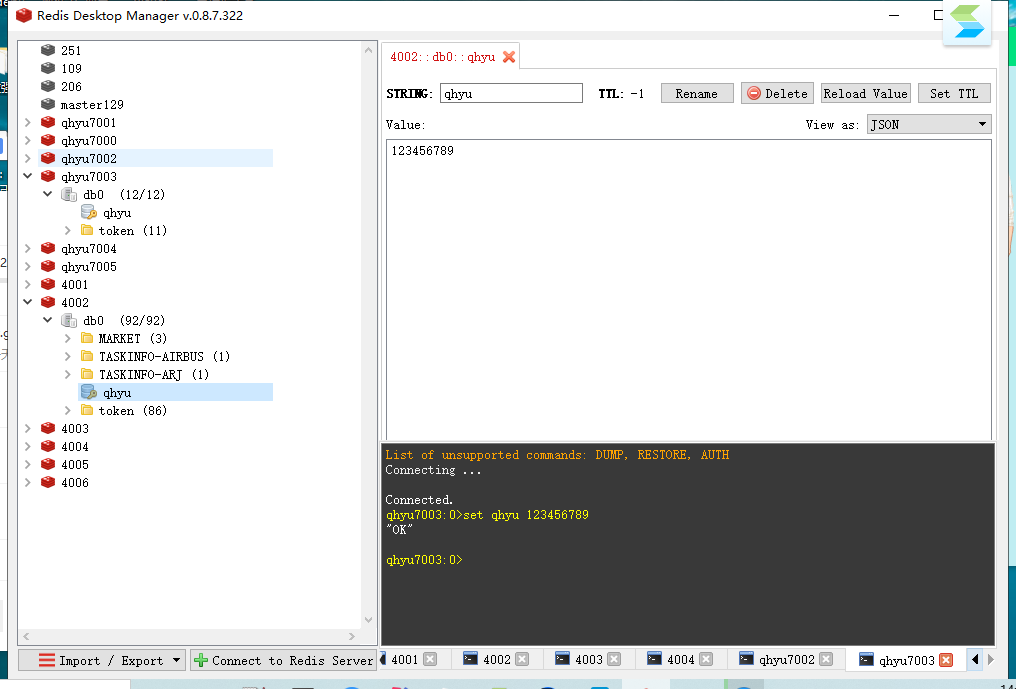 Redis Desktop Manager v.0.8.7.322
251
109
206
master129
qhyu7001
qhyu7000
qhyu7002
qhyu7003
db0 (12/12)
qhyu
token (11)
qhyu7004
qhyu7005
4001
4002
db0 (92/92)
MARKET (3)
TASKINFO-AIRBUS (1)
TASKINFO-ARJ (1)
qhyu
token (86)
4003
4004
4005
4006
Import / Export
Connect to Redis Server
4002::db0::qhyu
STRING: qhyu TTL: -1 Rename Delete Reload Value Set TTL
Value: View as: JSON
123456789
List of unsupported commands: DUMP, RESTORE, AUTH
Connecting ...
Connected.
qhyu7003:0>set qhyu 123456789
"OK"
qhyu7003:0>
4001 4002 4003 4004 qhyu7002 qhyu7003